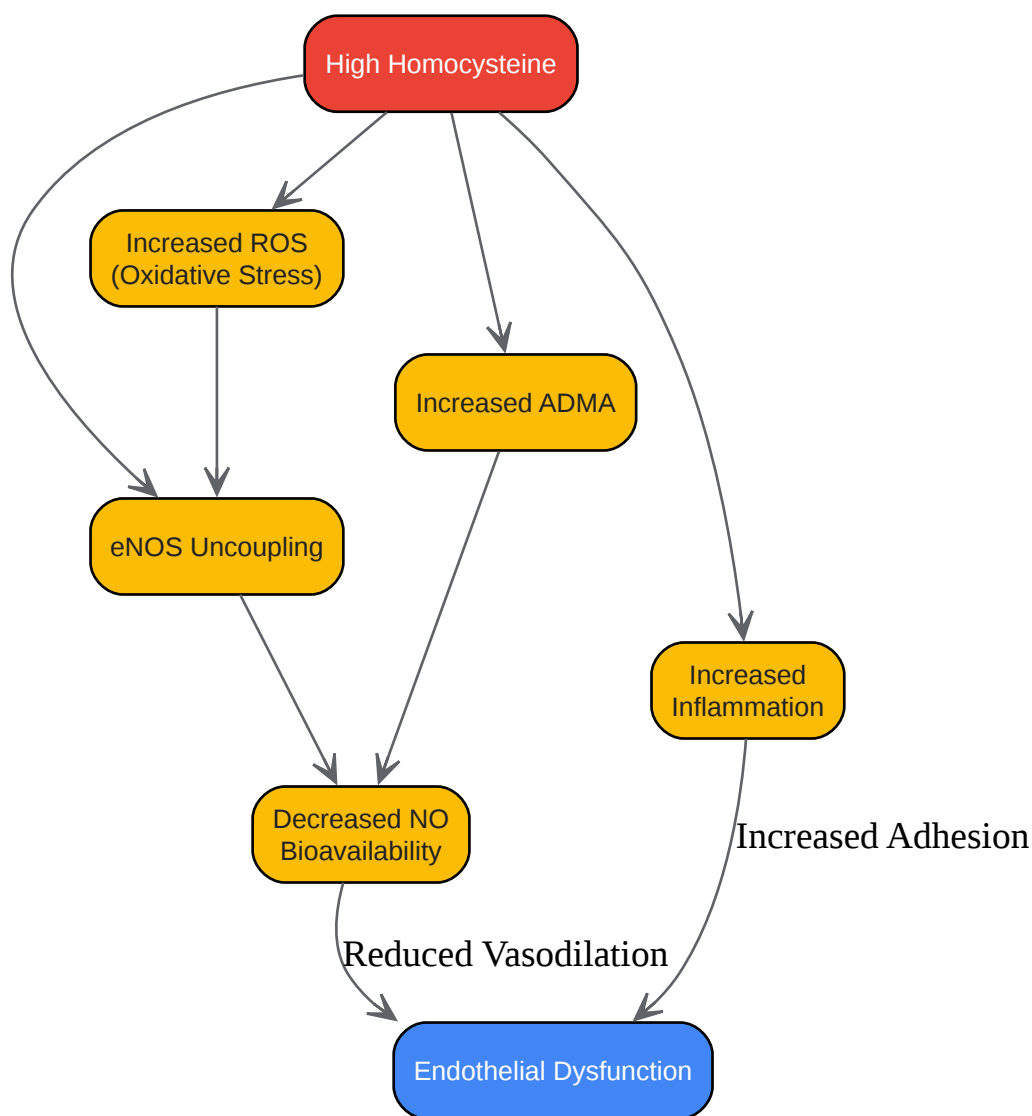 High Homocysteine
Increased ROS
(Oxidative Stress)
Increased ADMA
eNOS Uncoupling
Increased
Inflammation
Decreased NO
Bioavailability
Increased Adhesion
Reduced Vasodilation
Endothelial Dysfunction